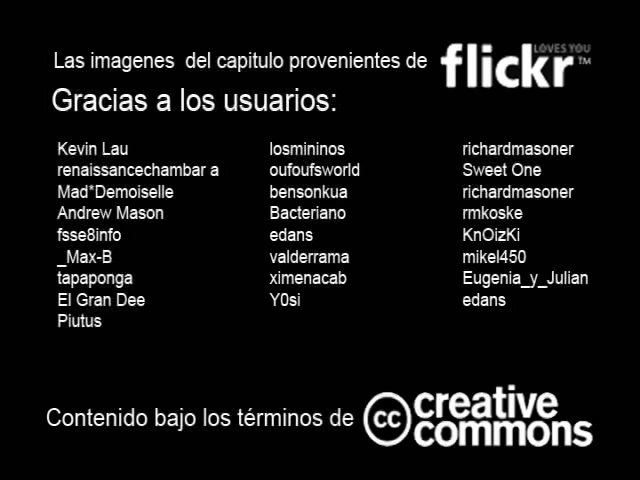 Las imagenes del capitulo provenientes de flickr LOVES YOU ™
Gracias a los usuarios:
Kevin Lau
renaissancechambar a
Mad*Demoiselle
Andrew Mason
fsse8info
_Max-B
tapaponga
El Gran Dee
Piutus
losmininos
oufoufsworld
bensonkua
Bacteriano
edans
valderrama
ximenacab
Y0si
richardmasoner
Sweet One
richardmasoner
rmkoske
KnOizKi
mikel450
Eugenia_y_Julian
edans
Contenido bajo los términos de
cc creative
commons